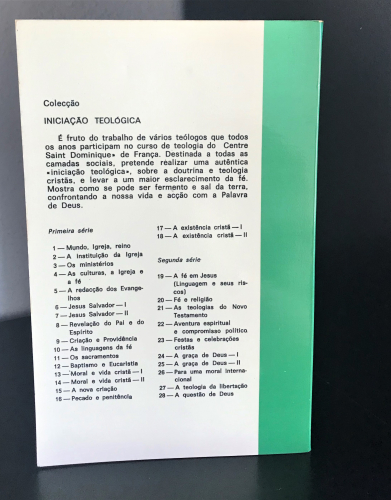 Colecção
INICIAÇÃO TEOLÓGICA
É fruto do trabalho de vários teólogos que todos
os anos participam no curso de teologia do Centre
Saint Dominique» de França. Destinada a todas as
camadas sociais, pretende realizar uma autêntica
«iniciação teológica», sobre a doutrina e teologia
cristãs, e levar a um maior esclarecimento da fé.
Mostra como se pode ser fermento e sal da terra,
confrontando a nossa vida e acção com a Palavra
de Deus.
Primeira série
1 — Mundo, Igreja, reino
2 — A Instituição da Igreja
3 — Os ministérios
4 — As culturas, a Igreja e
a fé
5 — A redacção dos Evange-
lhos
6 — Jesus Salvador — I
7 — Jesus Salvador — II
8 — Revelação do Pai e do
Espírito
9 — Criação e Providência
10 — As linguagens da fé
11 — Os sacramentos
12 — Baptismo e Eucaristia
13 — Moral e vida cristã — I
14 — Moral e vida cristã — II
15 — A nova criação
16 — Pecado e penitência
17 — A existência cristã — I
18 — A existência cristã — II
Segunda série
19 — A fé em Jesus
(Linguagem e seus ris-
cos)
20 — Fé e religião
21 — As teologias do Novo
Testamento
22 — Aventura espiritual
e compromisso político
23 — Festas e celebrações
cristãs
24 — A graça de Deus — I
25 — A graça de Deus — II
26 — Para uma moral interna-
cional
27 — A teologia da libertação
28 — A questão de Deus